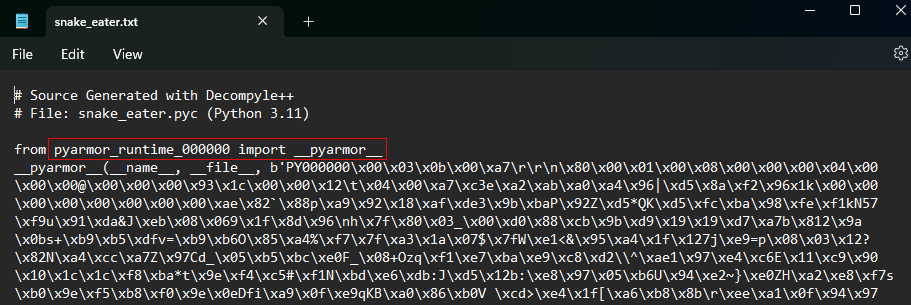 snake_eater.txt
File Edit View
# Source Generated with Decompyle++
# File: snake_eater.pyc (Python 3.11)
from pyarmor_runtime_000000 import __pyarmor__
__pyarmor__(__name__, __file__, b'PY000000\x00\x03\x0b\x00\xa7\r\r\n\x80\x00\x01\x00\x08\x00\x00\x00\x04\x00
\x00\x00@\x00\x00\x00\x93\x1c\x00\x00\x12\t\x04\x00\xa7\xc3e\xa2\xab\xa0\xa4\x96|\xd5\x8a\xf2\x96x1k\x00\x00
\x00\x00\x00\x00\x00\x00\xae\x82`\x88p\xa9\x92\x18\xaf\xde3\x9b\xbaP\x92Z\xd5*QK\xd5\xfc\xba\x98\xfe\xf1kN57
\xf9u\x91\xda&J\xeb\x08\x069\x1f\x8d\x96\nh\x7f\x80\x03_\x00\xd0\x88\xcb\x9b\xd9\x19\x19\xd7\xa7b\x812\x9a
\x0bs+\xb9\xb5\xdfv=\xb9\xb6O\x85\xa4%\xf7\x7f\xa3\x1a\x07$\x7fW\xe1<&\x95\xa4\x1f\x127j\xe9=p\x08\x03\x12?
\x82N\xa4\xcc\xa7Z\x97Cd_\x05\xb5\xbc\xe0F_\x08+Ozq\xf1\xe7\xba\xe9\xc8\xd2\\^\xae1\x97\xe4\xc6E\x11\xc9\x90
\x10\x1c\x1c\xf8\xba*t\x9e\xf4\xc5#\xf1N\xbd\xe6\xdb:J\xd5\x12b:\xe8\x97\x05\xb6U\x94\xe2~}\xe0ZH\xa2\xe8\xf7s
\xb0\x9e\xf5\xb8\xf0\x9e\x0eDfi\xa9\x0f\xe9qKB\xa0\x86\xb0V \xcd>\xe4\x1f[\xa6\xb8\x8b\r\xee\xa1\x0f\x94\x97